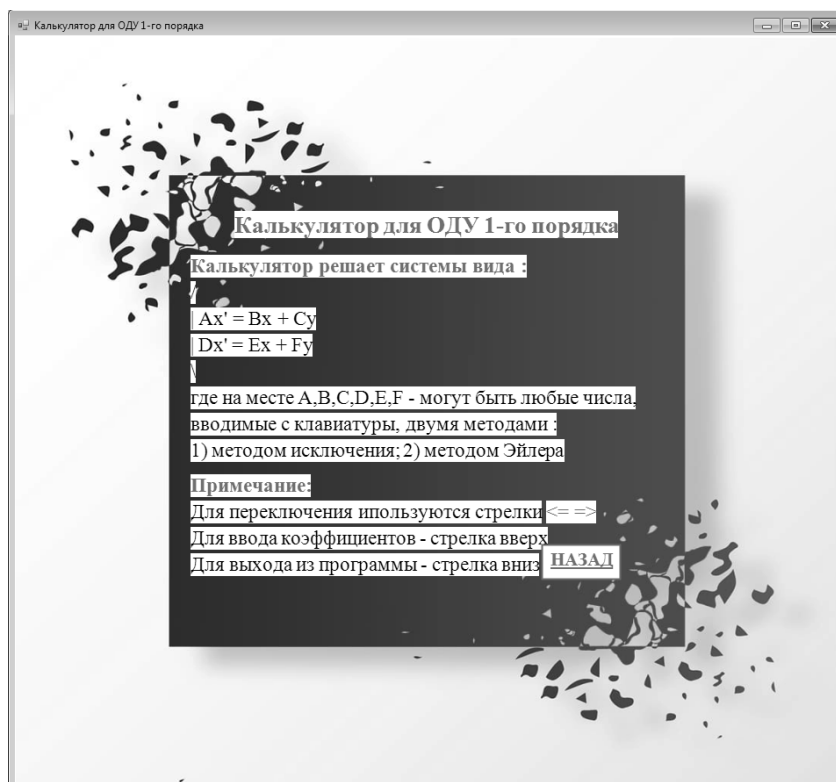 Калькулятор для ОДУ 1-го порядка
Калькулятор для ОДУ 1-го порядка
Калькулятор решает системы вида :
/
| Ax' = Bx + Cy
| Dx' = Ex + Fy
\
где на месте A,B,C,D,E,F - могут быть любые числа,
вводимые с клавиатуры, двумя методами :
1) методом исключения; 2) методом Эйлера
Примечание:
Для переключения ипользуются стрелки <= =>
Для ввода коэффициентов - стрелка вверх
Для выхода из программы - стрелка вниз
НАЗАД